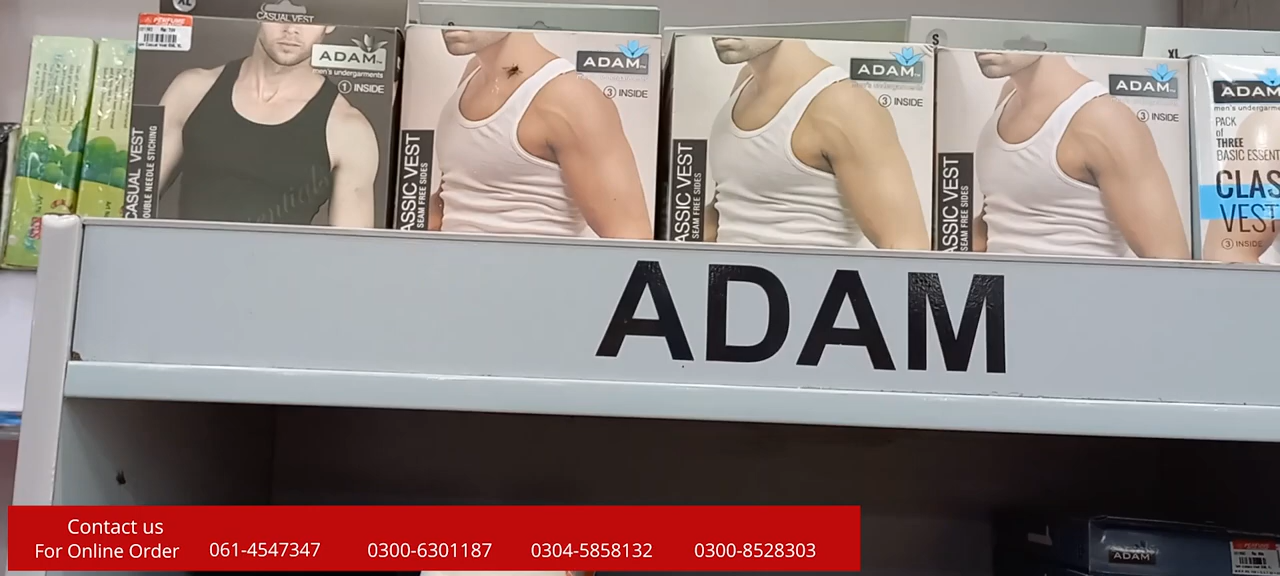 XL
CASUAL VEST
PERFUME
ADAM
men's undergarments
1 INSIDE
CASUAL VEST
DOUBLE NEEDLE STICHING
ADAM
3 INSIDE
ASSIC VEST
SEAM FREE SIDES
ADAM
men's undergarments
3 INSIDE
ASSIC VEST
SEAM FREE SIDES
S
ADAM
3 INSIDE
ASSIC VEST
SEAM FREE SIDES
XL
ADAM
men's undergarme
PACK
of
THREE
BASIC ESSENT
CLAS
VEST
3 INSIDE
ADAM
ADAM
Contact us
For Online Order
061-4547347
0300-6301187
0304-5858132
0300-8528303